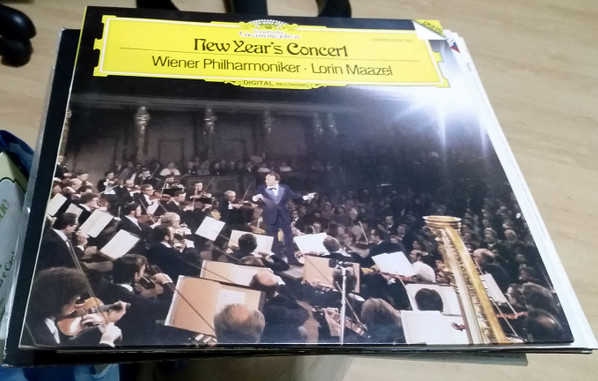 New Year's Concert
Wiener Philharmoniker · Lorin Maazel
DIGITAL RECORDING